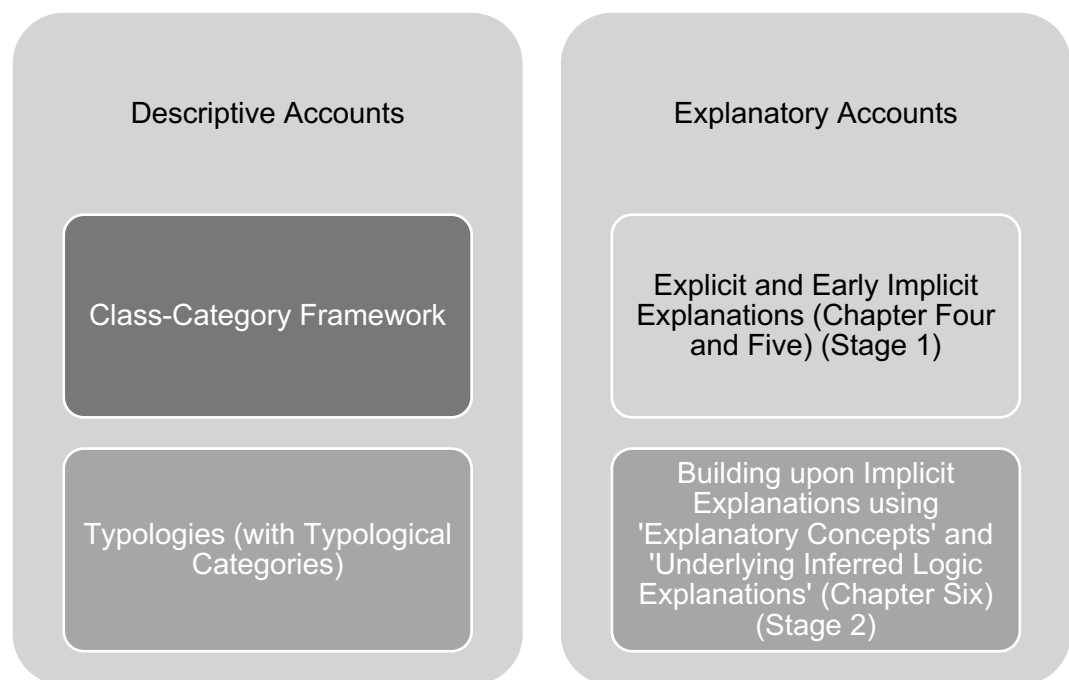 Descriptive Accounts
Class-Category Framework
Typologies (with Typological
Categories)
Explanatory Accounts
Explicit and Early Implicit
Explanations (Chapter Four
and Five) (Stage 1)
Building upon Implicit
Explanations using
'Explanatory Concepts' and
'Underlying Inferred Logic
Explanations' (Chapter Six)
(Stage 2)